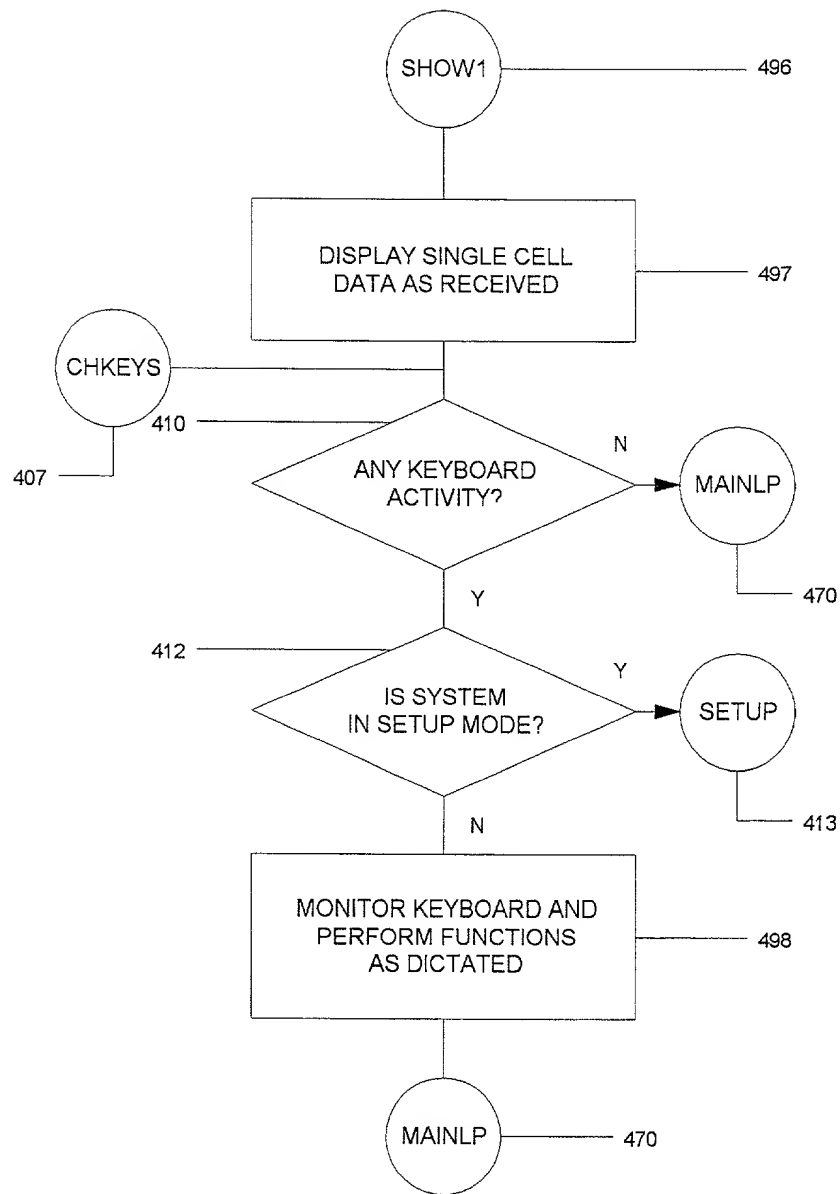 SHOW1
496
DISPLAY SINGLE CELL
DATA AS RECEIVED
497
CHKEYS
410
407
ANY KEYBOARD
ACTIVITY?
N
MAINLP
470
Y
412
IS SYSTEM
IN SETUP MODE?
Y
SETUP
413
N
MONITOR KEYBOARD AND
PERFORM FUNCTIONS
AS DICTATED
498
MAINLP
470